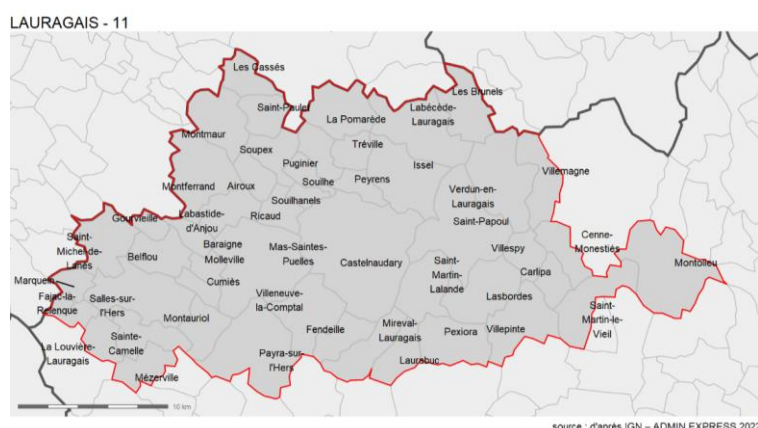 LAURAGAIS - 11
Les Cassés
Les Brunels
Saint-Paulet
La Pomarède
Labécède-
Lauragais
Montmaur
Tréville
Soupex
Puginier
Issel
Villemagne
Montferrand
Airoux
Souilhe
Peyrens
Verdun-en-
Lauragais
Souilhanels
Gourvieille
Labastide-
d'Anjou
Ricaud
Saint-Papoul
Saint-
Michel-de-
Lanès
Cenne-
Monestiés
Belflou
Baraigne
Molleville
Mas-Saintes-
Puelles
Castelnaudary
Saint-
Martin-
Lalande
Villespy
Montolieu
Carlipa
Marquein
Cumiès
Fajac-la-
Relenque
Salles-sur-
l'Hers
Villeneuve-
la-Comptal
Lasbordes
Saint-
Martin-le-
Vieil
Montauriol
Fendeille
Mireval-
Lauragais
Pexiora
Villepinte
Sainte-
Camelle
La Louvière-
Lauragais
Payra-sur-
l'Hers
Laurabuc
Mézerville
10 km
source : d'après IGN – ADMIN EXPRESS 2022